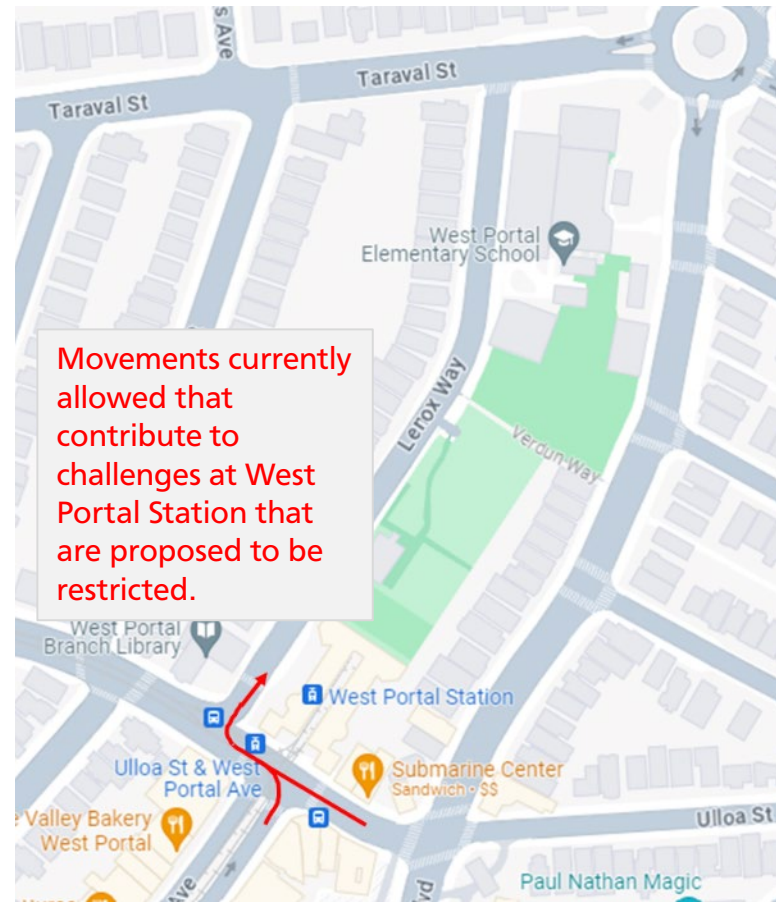 s Ave
Taraval St
Taraval St
West Portal
Elementary School
Movements currently
allowed that
contribute to
challenges at West
Portal Station that
are proposed to be
restricted.
Lerox Way
Verdun Way
West Portal
Branch Library
West Portal Station
Ulloa St & West
Portal Ave
Submarine Center
Sandwich • $$
Valley Bakery
West Portal
Ulloa St
Ave
vd
Paul Nathan Magic